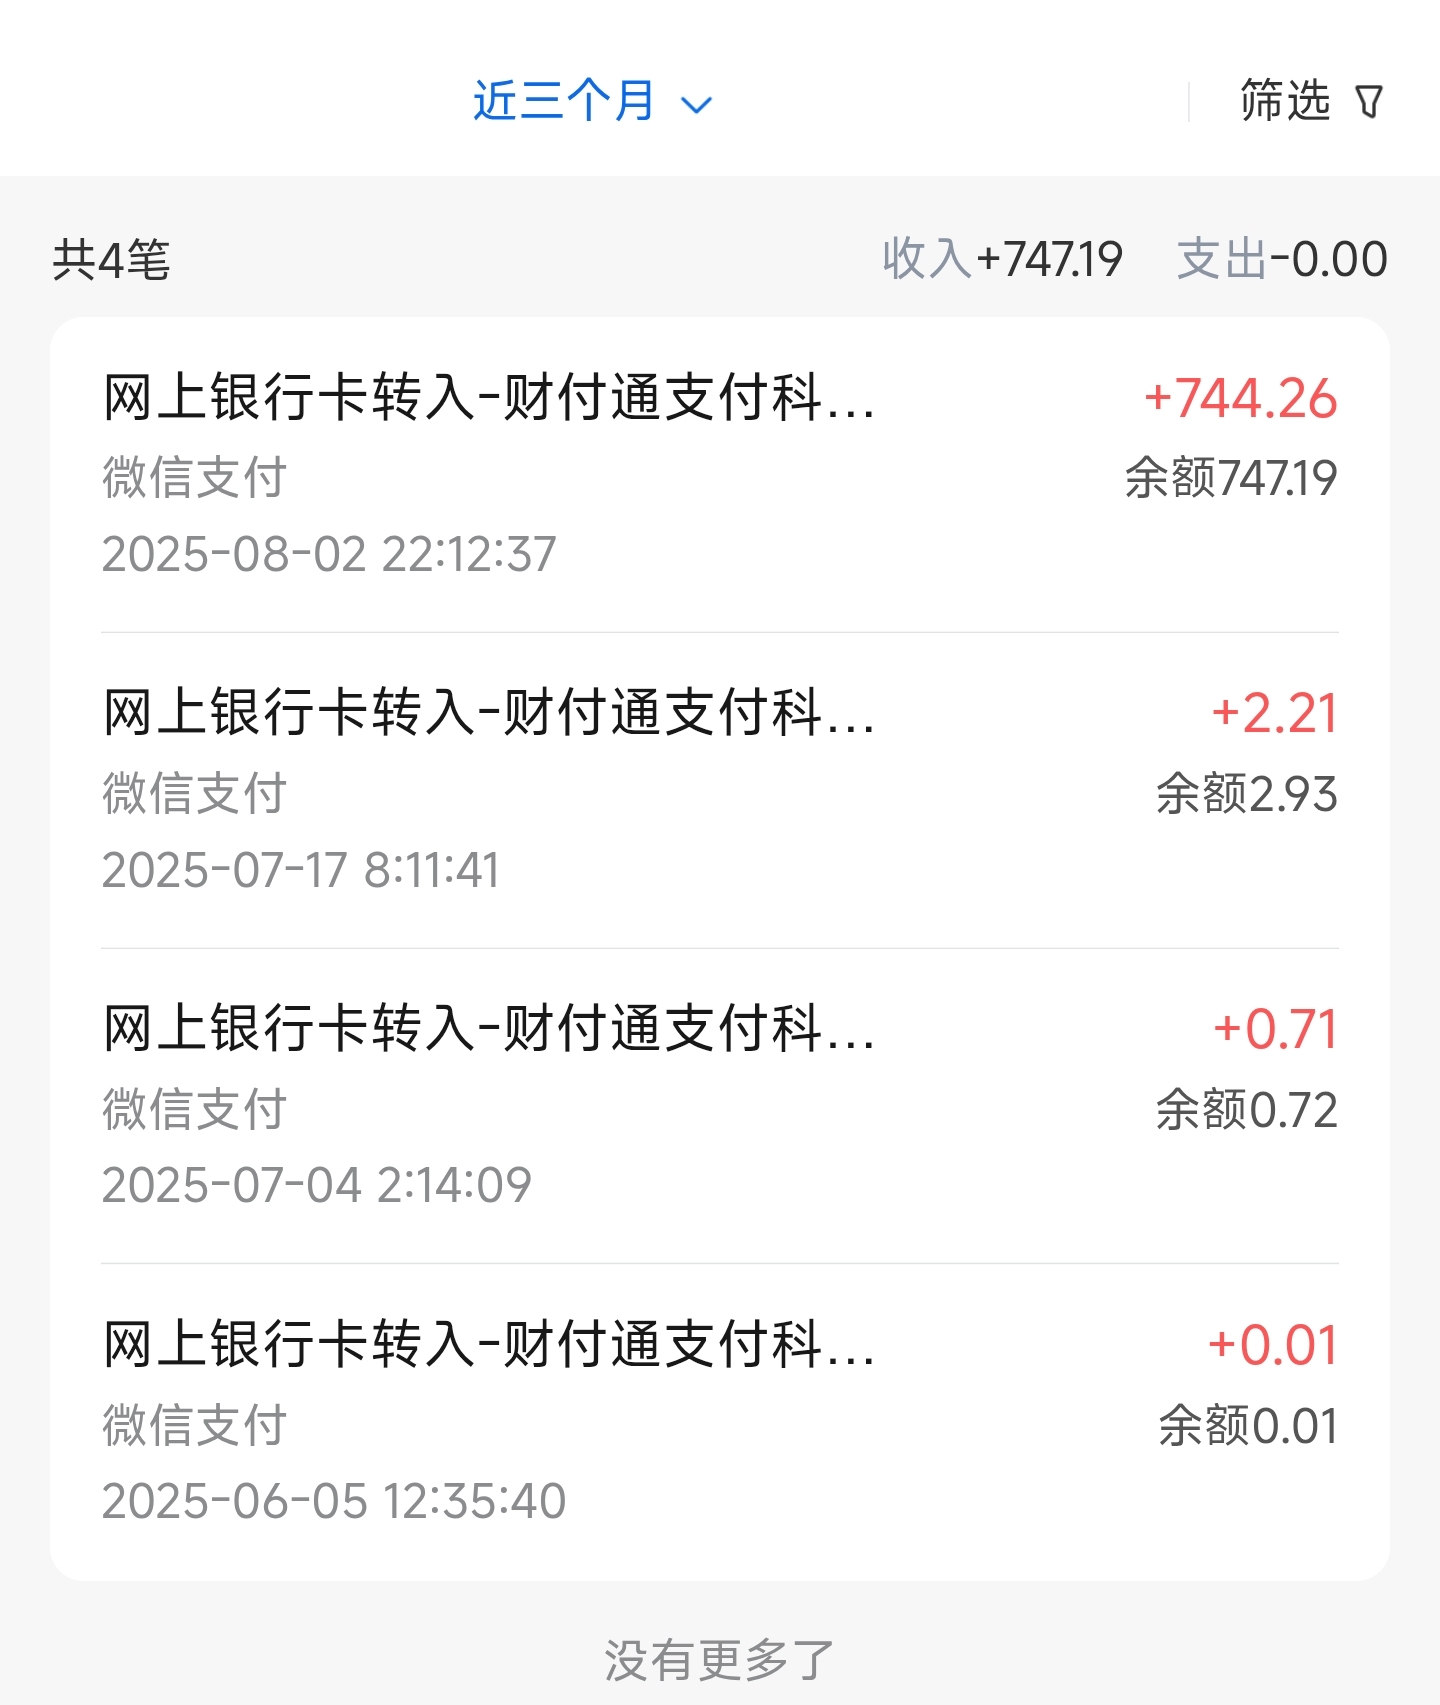 近三个月
筛选
共4笔 收入+747.19 支出-0.00
网上银行卡转入-财付通支付科... +744.26
微信支付 余额747.19
2025-08-02 22:12:37
网上银行卡转入-财付通支付科... +2.21
微信支付 余额2.93
2025-07-17 8:11:41
网上银行卡转入-财付通支付科... +0.71
微信支付 余额0.72
2025-07-04 2:14:09
网上银行卡转入-财付通支付科... +0.01
微信支付 余额0.01
2025-06-05 12:35:40
没有更多了